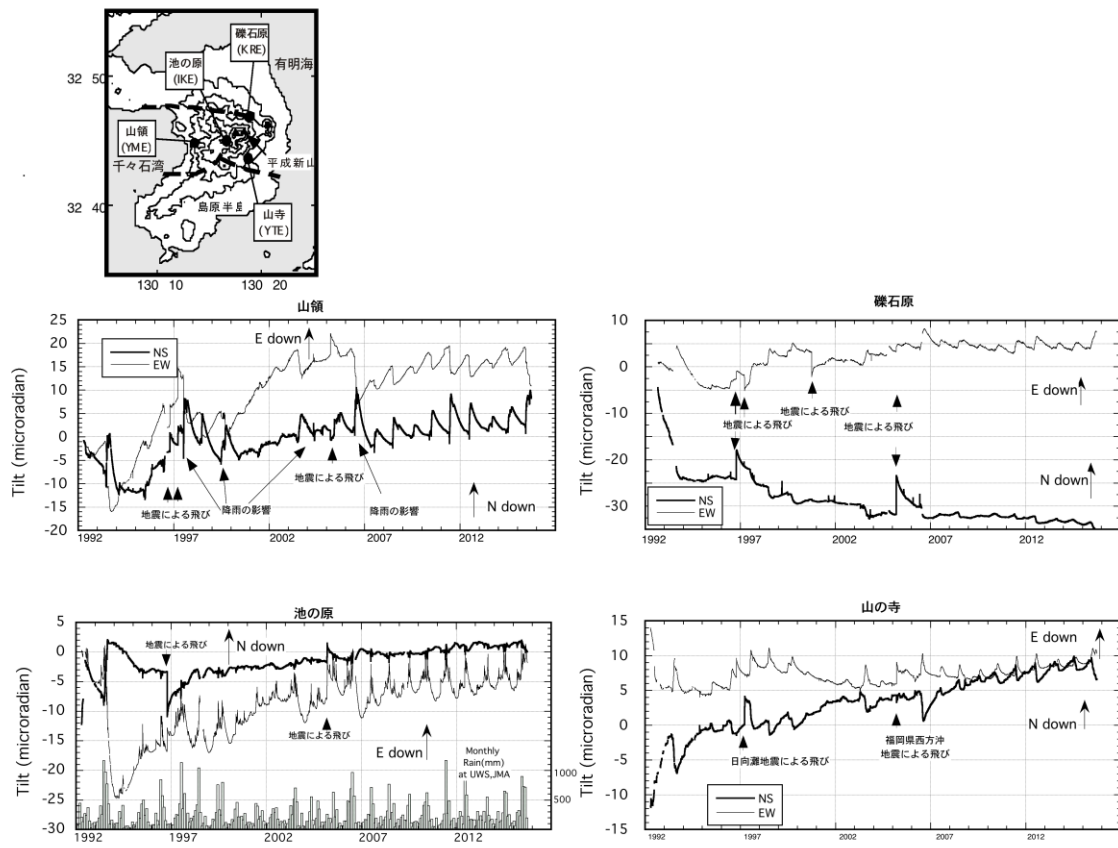 礫石原
(KRE)
池の原
(IKE)
有明海
32 50
山領
(YME)
千々石湾
平成新山
32 40
島原半島
山寺
(YTE)
130 10
130 20
山領
Tilt (microradian)
25
20
15
10
5
0
-5
-10
-15
-20
NS
EW
E down
地震による飛び
地震による飛び
降雨の影響
降雨の影響
N down
1992
1997
2002
2007
2012
礫石原
Tilt (microradian)
10
5
0
-5
-10
-20
-30
E down
地震による飛び
地震による飛び
地震による飛び
N down
NS
EW
1992
1997
2002
2007
2012
池の原
Tilt (microradian)
5
0
-5
-10
-15
-20
-25
-30
地震による飛び
N down
地震による飛び
E down
Monthly
Rain(mm)
at UWS,JMA
1000
500
1992
1997
2002
2007
2012
山の寺
Tilt (microradian)
15
10
5
0
-5
-10
-15
E down
N down
福岡県西方沖
地震による飛び
日向灘地震による飛び
NS
EW
1992
1997
2002
2007
2012